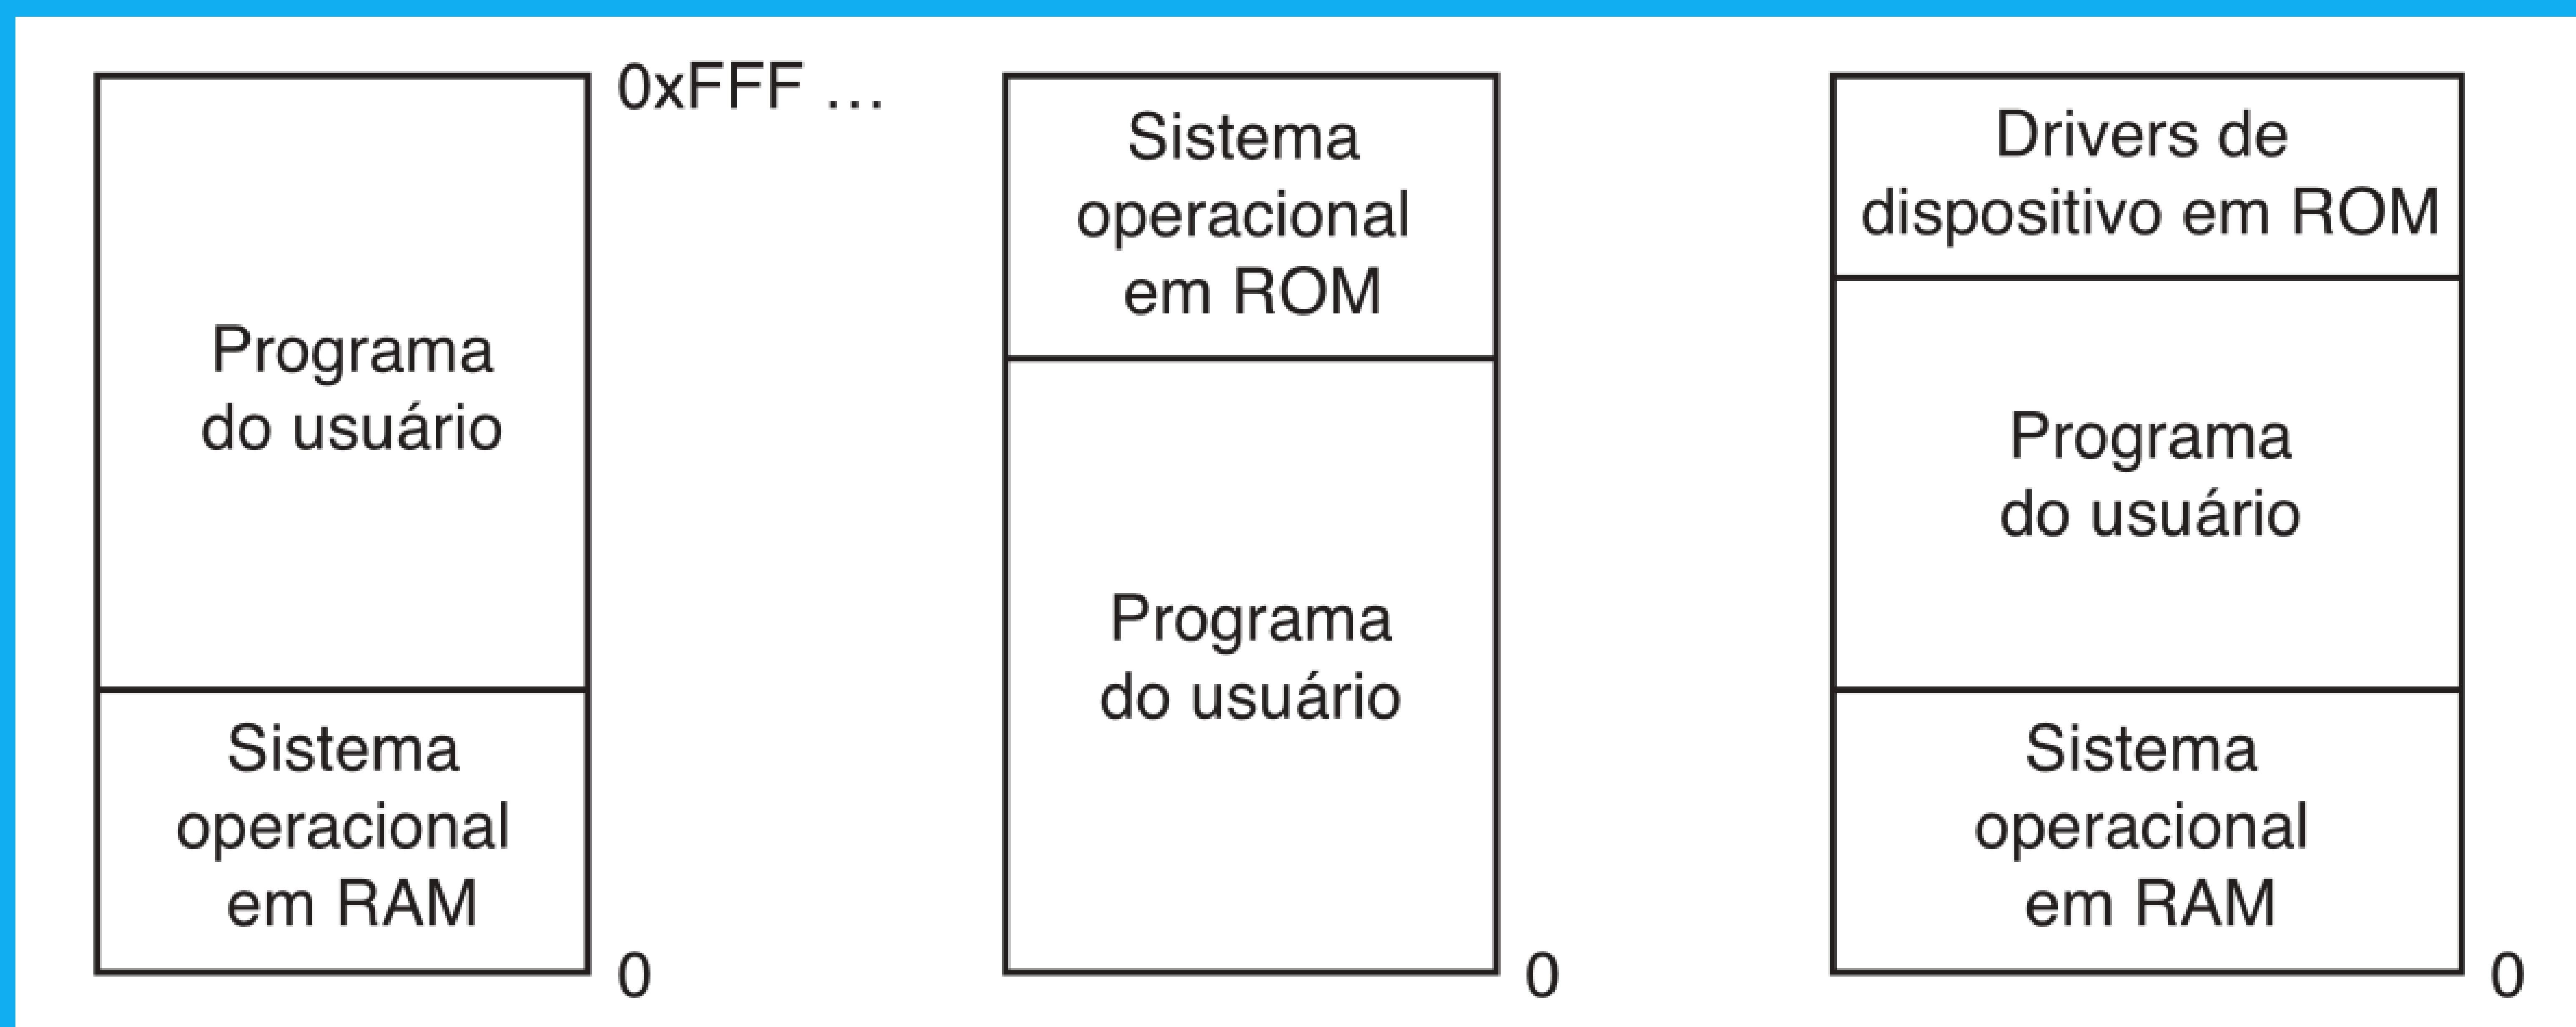 0xFFF ...
Programa
do usuário
Sistema
operacional
em RAM
0
Sistema
operacional
em ROM
Programa
do usuário
0
Drivers de
dispositivo em ROM
Programa
do usuário
Sistema
operacional
em RAM
0